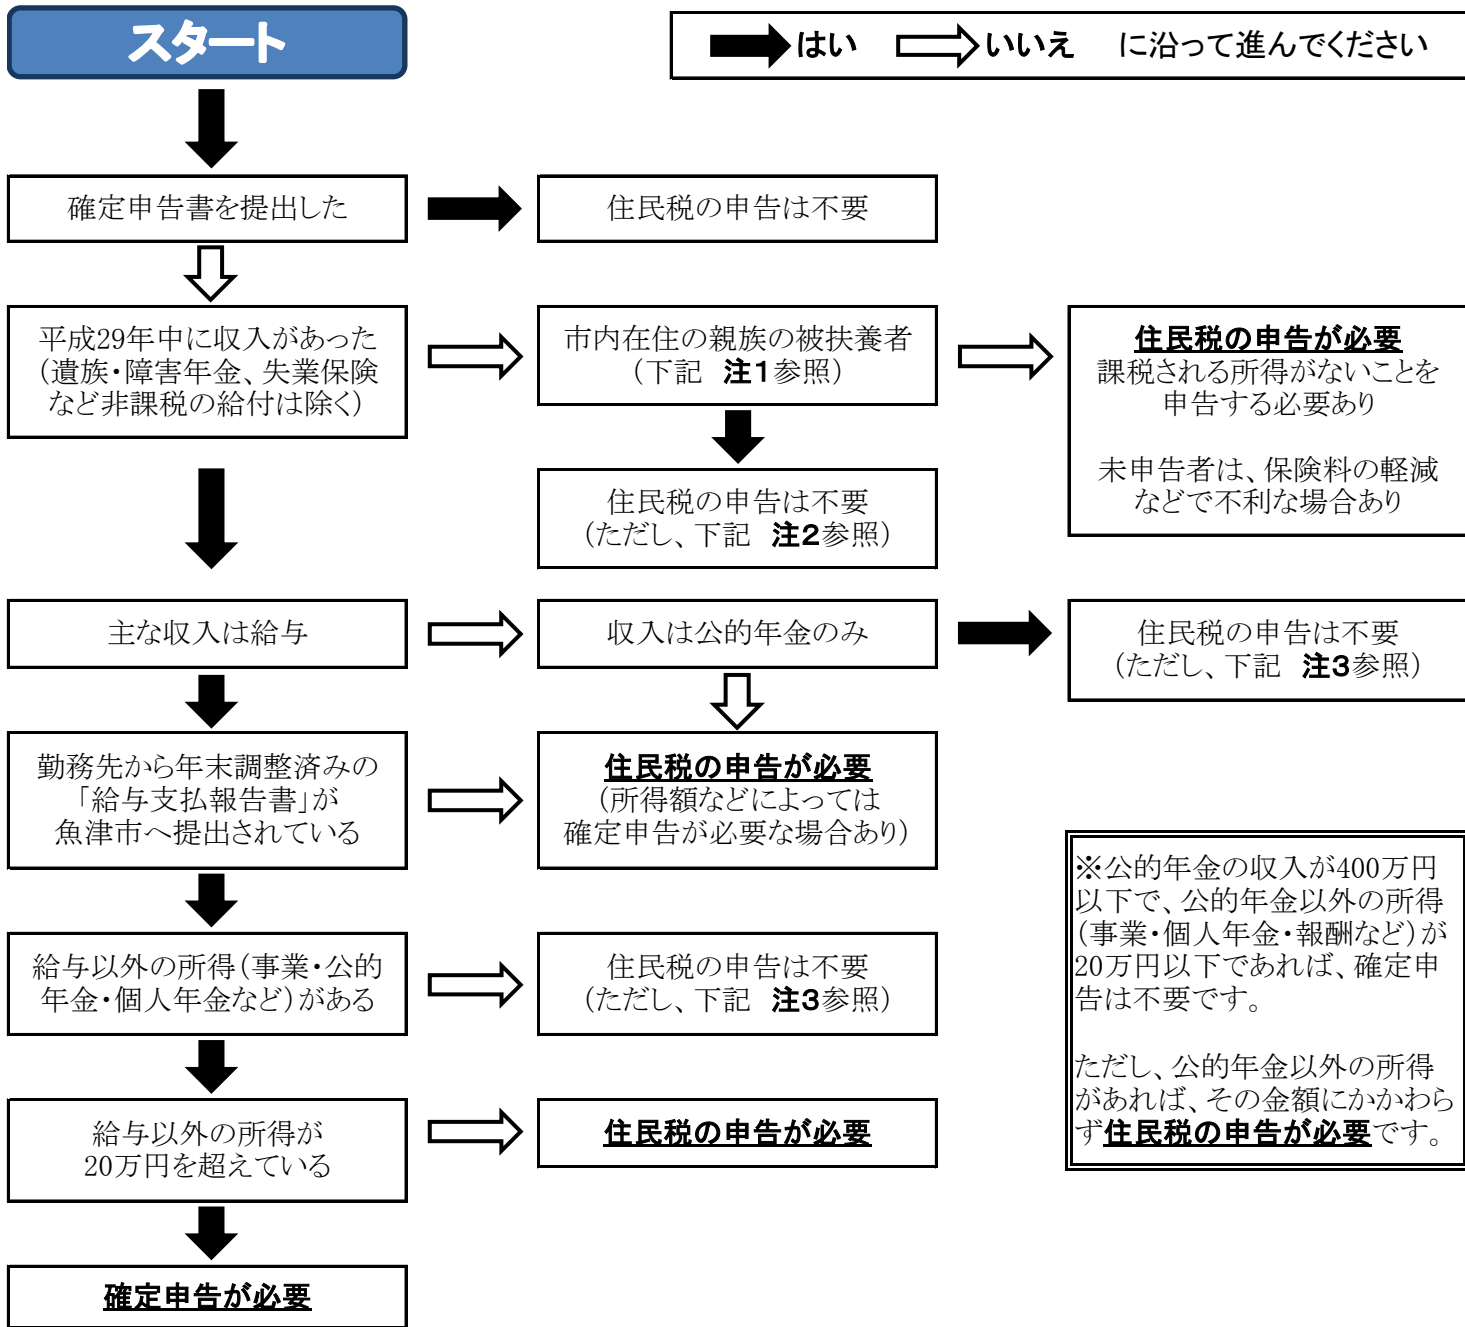 スタート
はい いいえ に沿って進んでください
確定申告書を提出した
住民税の申告は不要
平成29年中に収入があった
(遺族・障害年金、失業保険
など非課税の給付は除く)
市内在住の親族の被扶養者
(下記 注1参照)
住民税の申告が必要
課税される所得がないことを
申告する必要あり
未申告者は、保険料の軽減
などで不利な場合あり
住民税の申告は不要
(ただし、下記 注2参照)
主な収入は給与
収入は公的年金のみ
住民税の申告は不要
(ただし、下記 注3参照)
勤務先から年末調整済みの
「給与支払報告書」が
魚津市へ提出されている
住民税の申告が必要
(所得額などによっては
確定申告が必要な場合あり)
※公的年金の収入が400万円
以下で、公的年金以外の所得
(事業・個人年金・報酬など)が
20万円以下であれば、確定申
告は不要です。
ただし、公的年金以外の所得
があれば、その金額にかかわら
ず住民税の申告が必要です。
給与以外の所得(事業・公的
年金・個人年金など)がある
住民税の申告は不要
(ただし、下記 注3参照)
給与以外の所得が
20万円を超えている
住民税の申告が必要
確定申告が必要